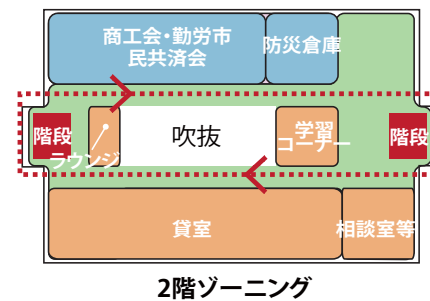 商工会・勤労市
民共済会
防災倉庫
階段
ラウンジ
吹抜
学習
コーナー
階段
貸室
相談室等
2階ゾーニング